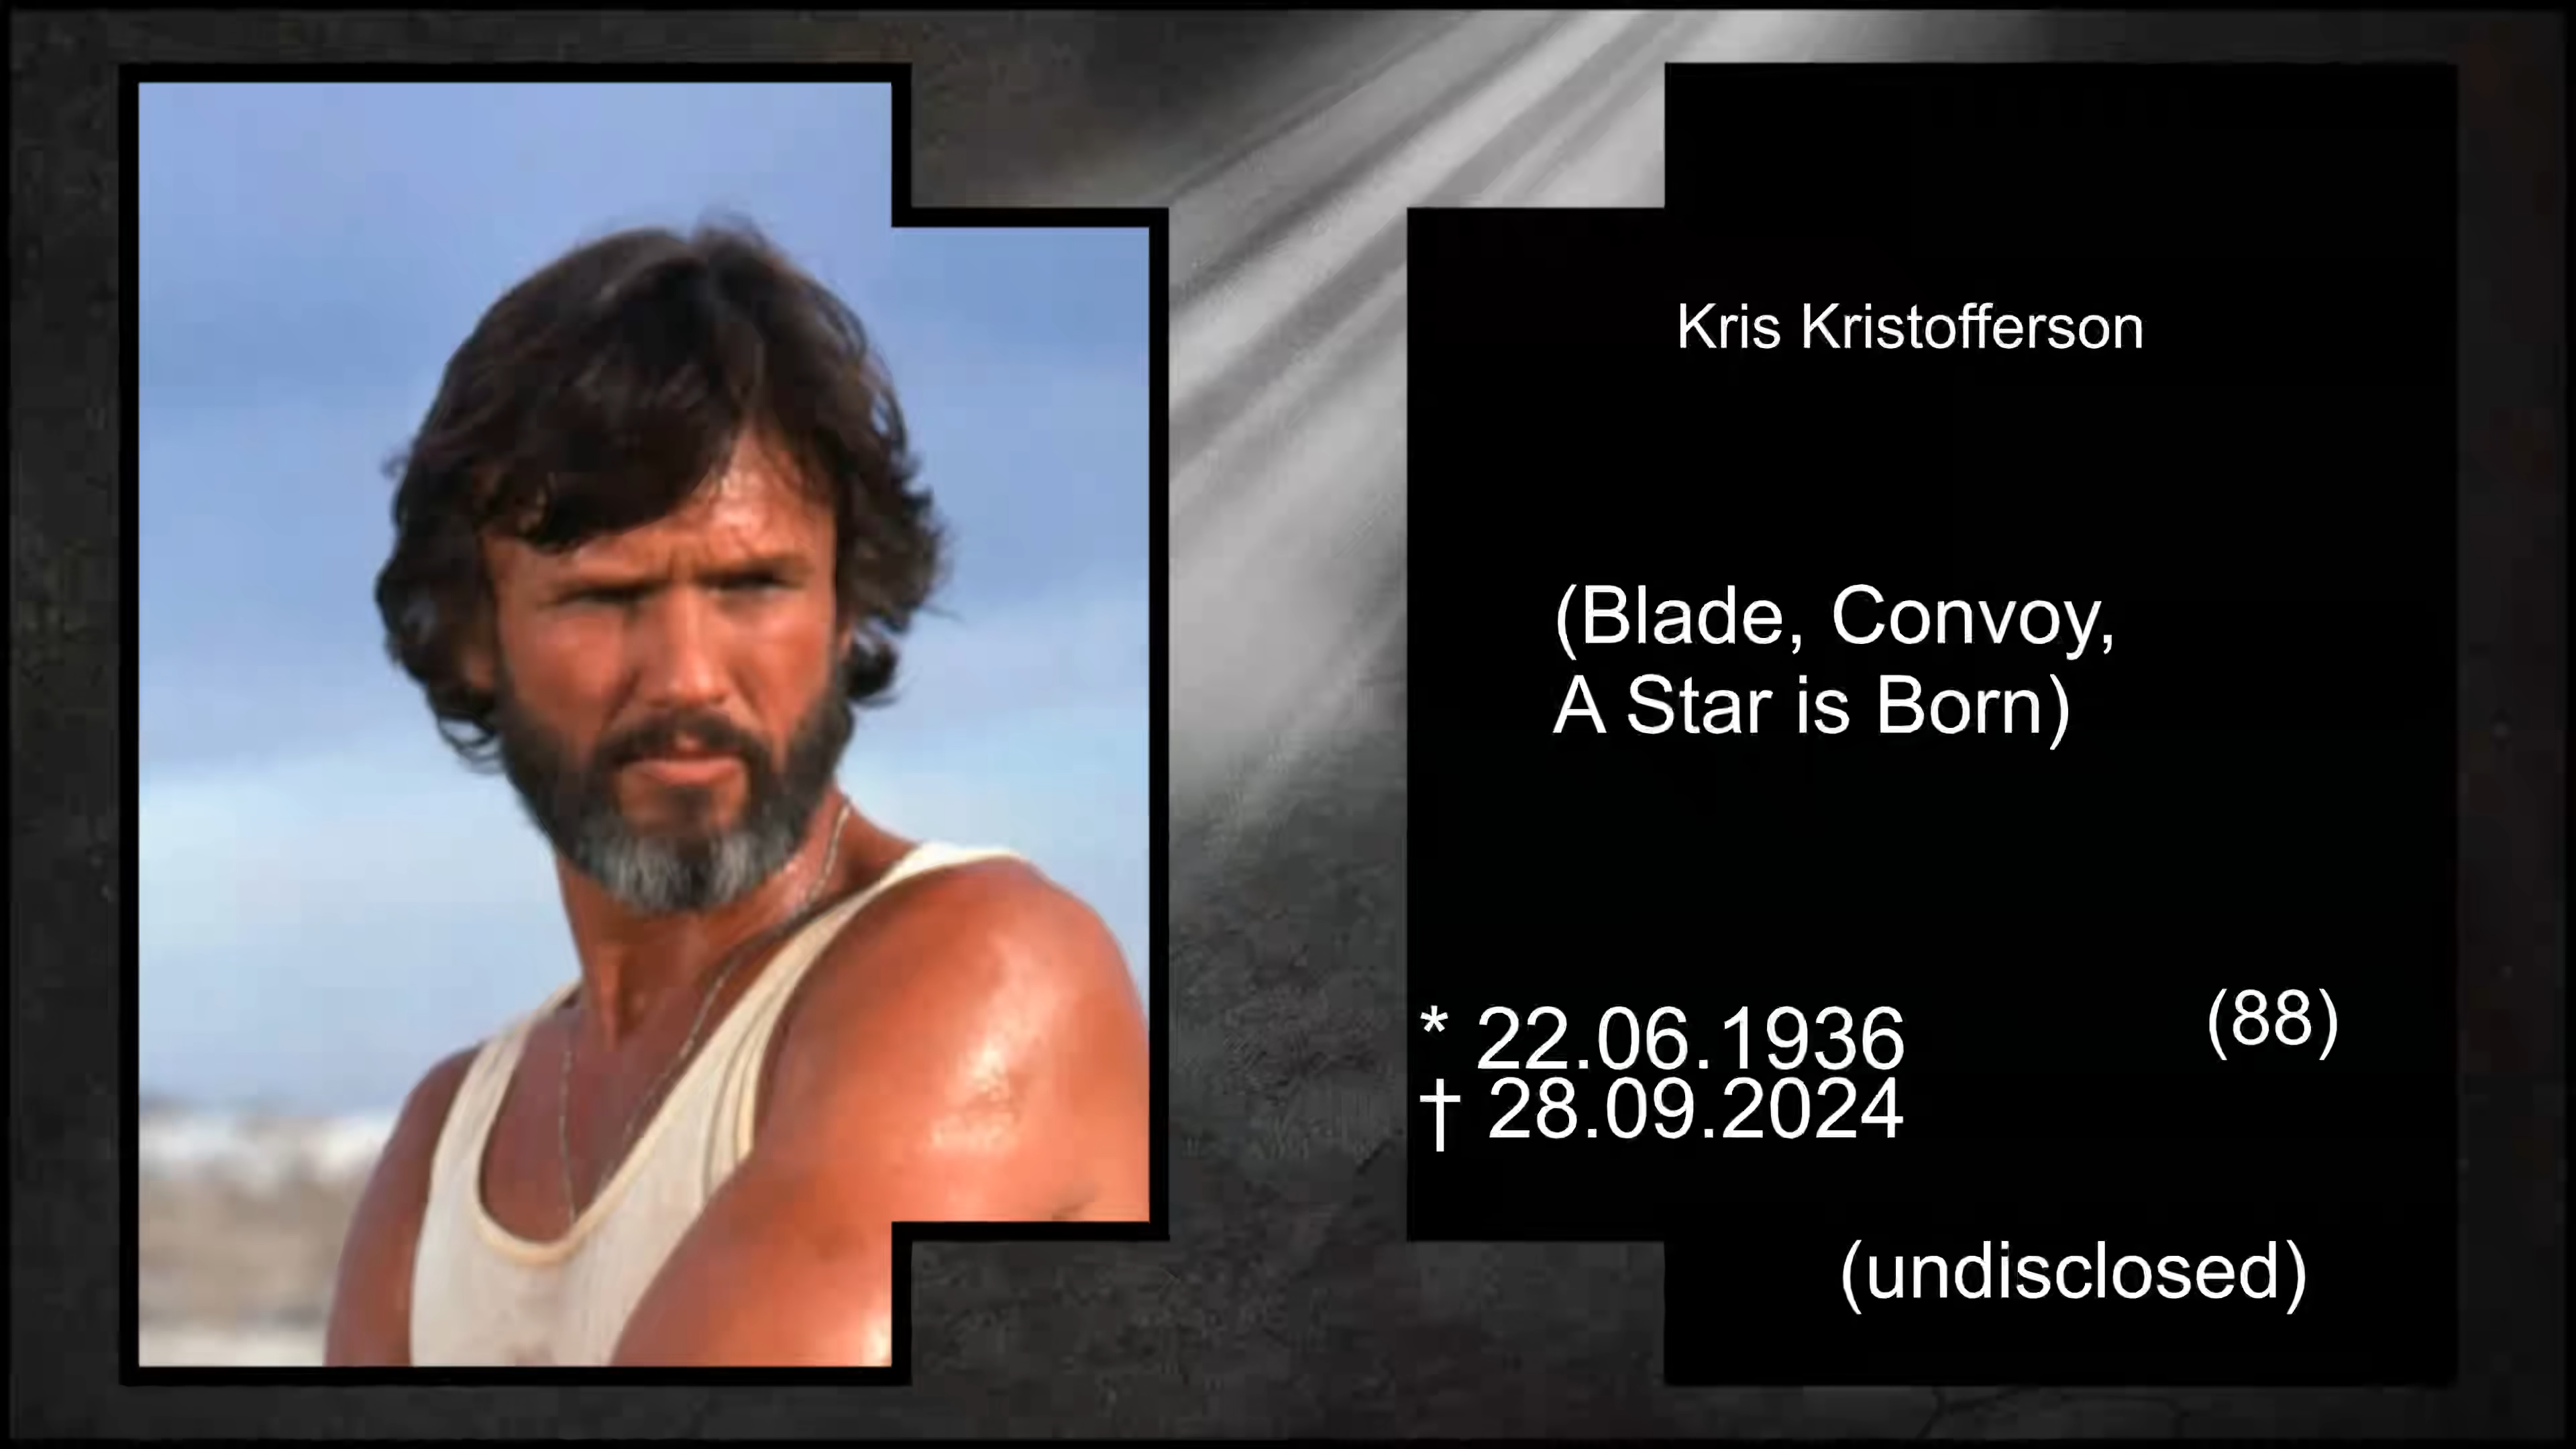 Kris Kristofferson
(Blade, Convoy,
A Star is Born)
* 22.06.1936
(88)
† 28.09.2024
(undisclosed)